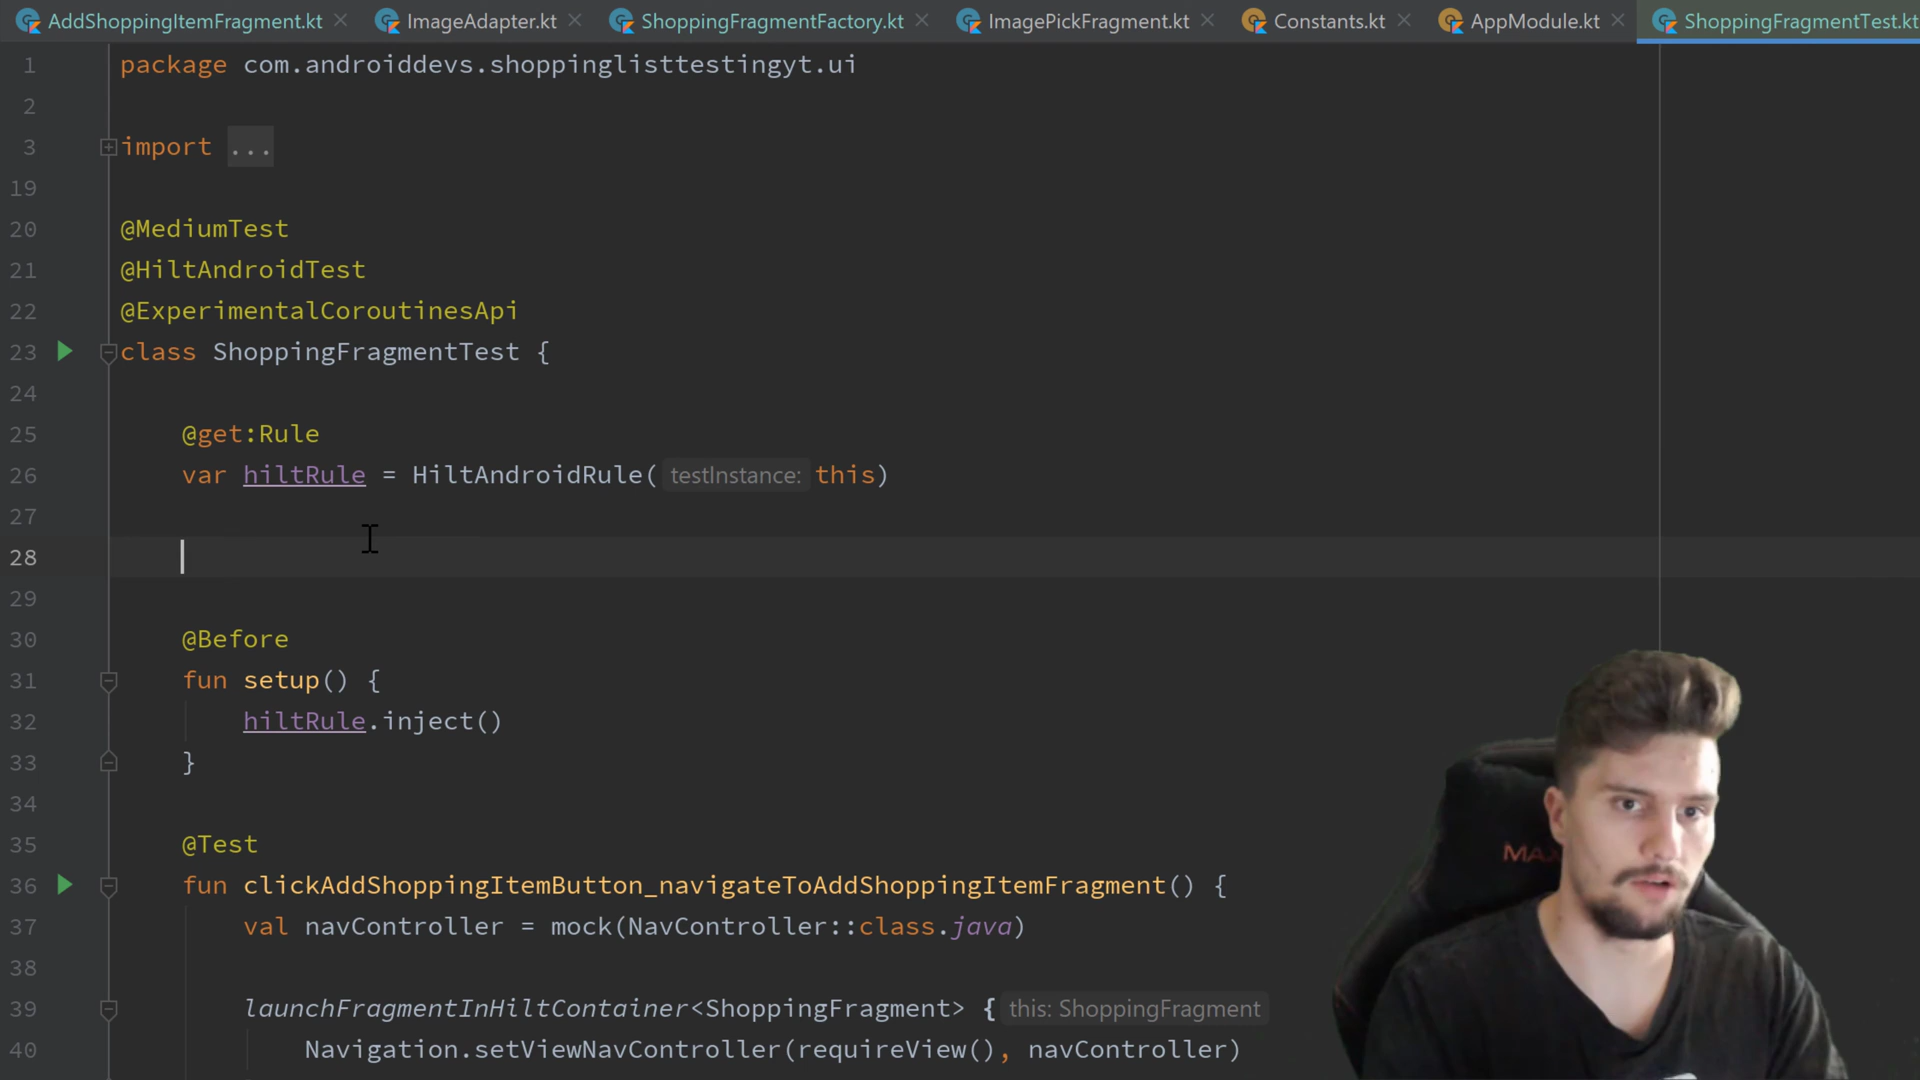 AddShoppingItemFragment.kt ImageAdapter.kt ShoppingFragmentFactory.kt ImagePickFragment.kt Constants.kt AppModule.kt ShoppingFragmentTest.kt
1 package com.androiddevs.shoppinglisttestingyt.ui
2
3 import ...
19
20 @MediumTest
21 @HiltAndroidTest
22 @ExperimentalCoroutinesApi
23 class ShoppingFragmentTest {
24
25 @get:Rule
26 var hiltRule = HiltAndroidRule( testInstance: this)
27
28
29
30 @Before
31 fun setup() {
32 hiltRule.inject()
33 }
34
35 @Test
36 fun clickAddShoppingItemButton_navigateToAddShoppingItemFragment() {
37 val navController = mock(NavController::class.java)
38
39 launchFragmentInHiltContainer<ShoppingFragment> { this: ShoppingFragment
40 Navigation.setViewNavController(requireView(), navController)